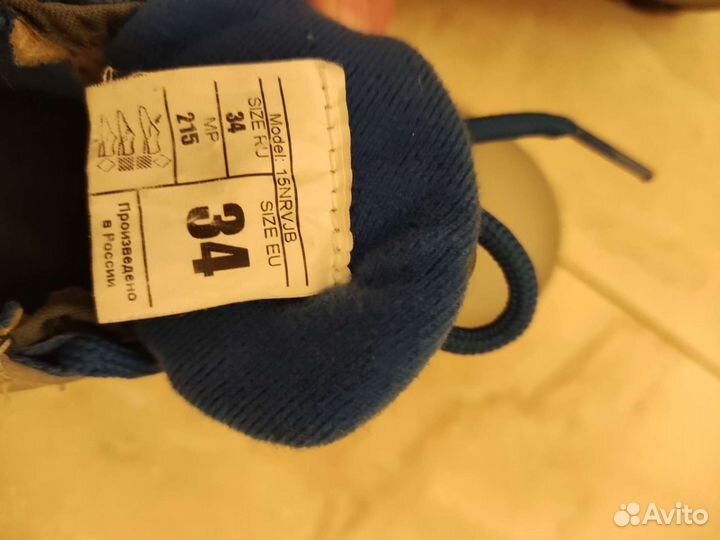 Model: 15NRVJB
SIZE RU
SIZE EU
34
34
MP
215
Произведено
в России
Avito